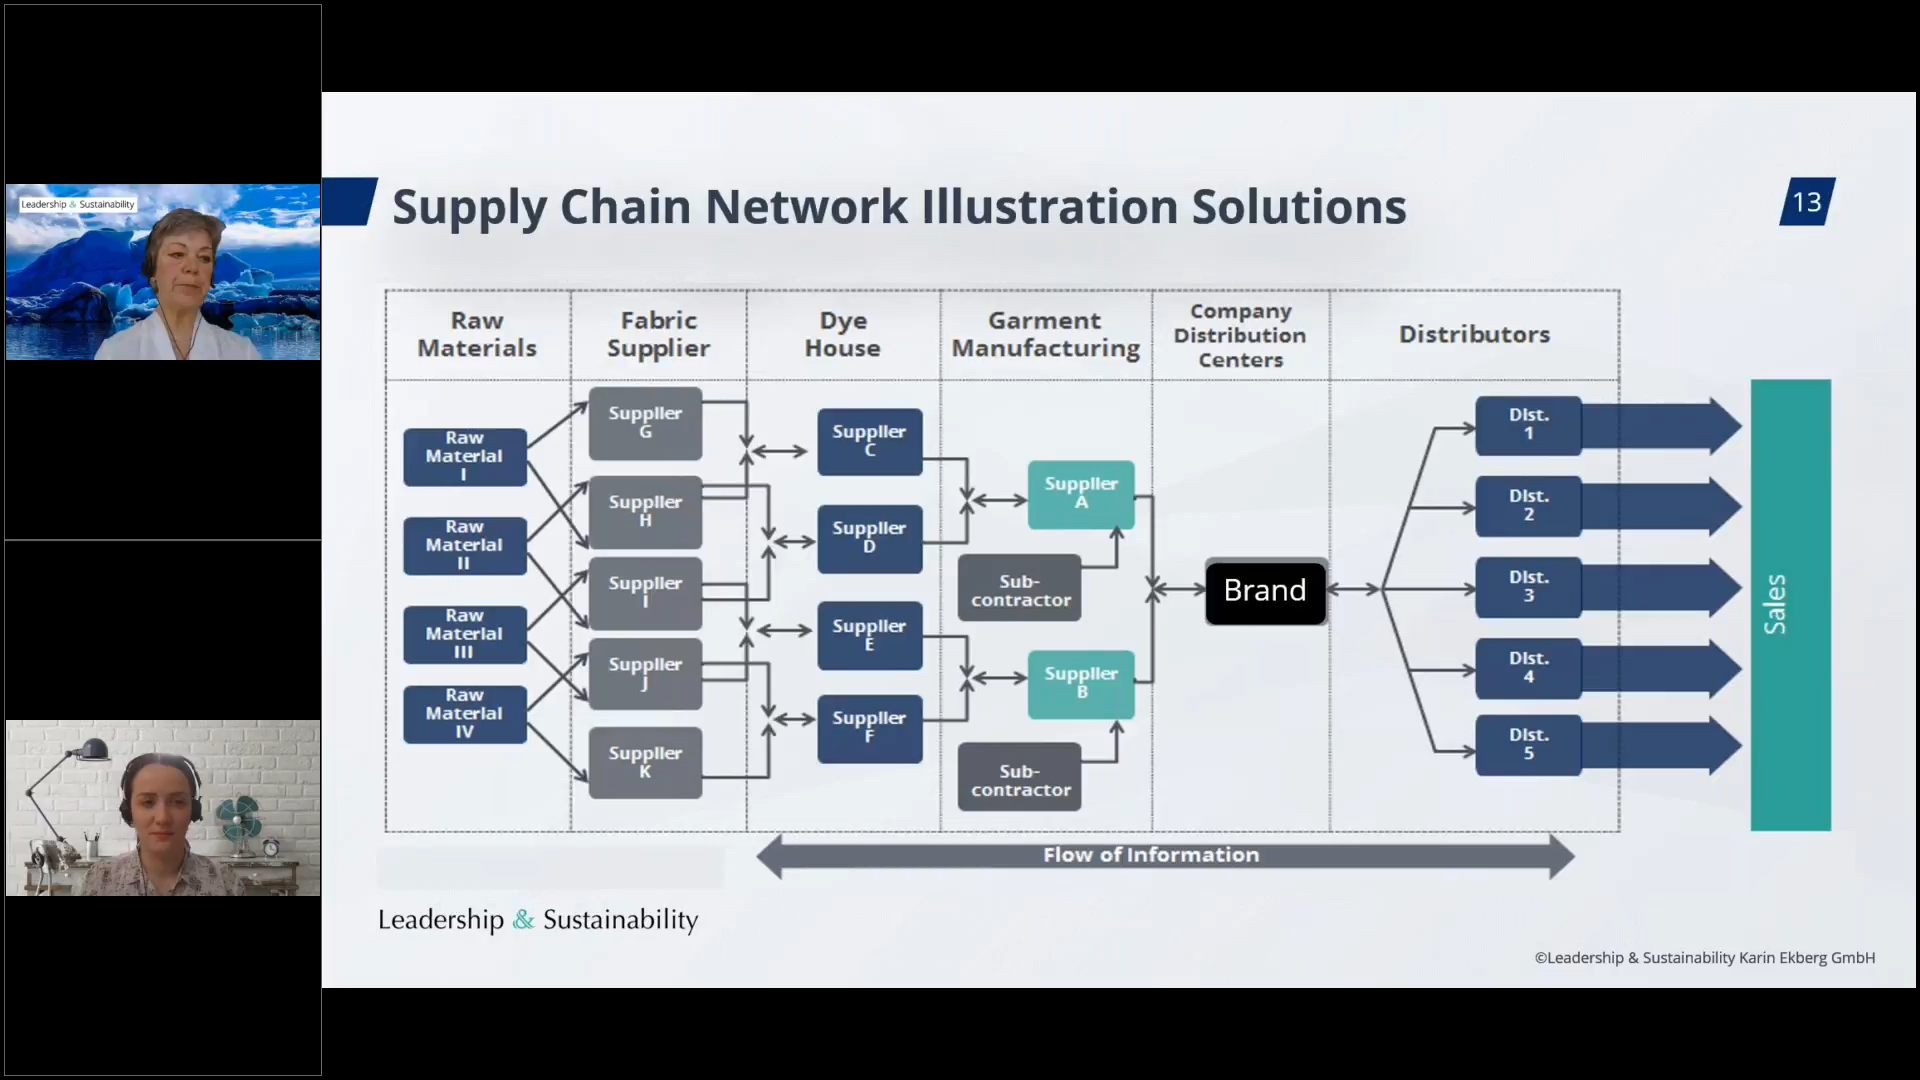 Leadership & Sustainability
Supply Chain Network Illustration Solutions
13
Raw
Materials
Fabric
Supplier
Dye
House
Garment
Manufacturing
Company
Distribution
Centers
Distributors
Raw
Material
I
Raw
Material
II
Raw
Material
III
Raw
Material
IV
Supplier
G
Supplier
H
Supplier
I
Supplier
J
Supplier
K
Supplier
C
Supplier
D
Supplier
E
Supplier
F
Supplier
A
Sub-
contractor
Supplier
B
Sub-
contractor
Brand
Dist.
1
Dist.
2
Dist.
3
Dist.
4
Dist.
5
Sales
Flow of Information
Leadership & Sustainability
©Leadership & Sustainability Karin Ekberg GmbH